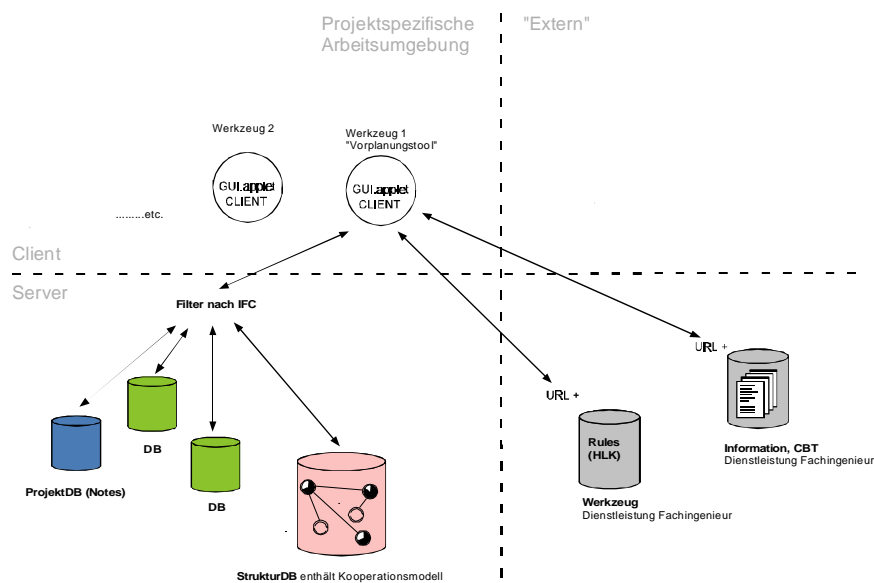 Projektspezifische
Arbeitsumgebung
"Extern"
Werkzeug 2
Werkzeug 1
"Vorplanungstool"
GUI.applet
CLIENT
GUI.applet
CLIENT
.........etc.
Client
Server
Filter nach IFC
URL +
URL +
DB
Rules
(HLK)
Information, CBT
Dienstleistung Fachingenieur
DB
ProjektDB (Notes)
Werkzeug
Dienstleistung Fachingenieur
StrukturDB enthält Kooperationsmodell